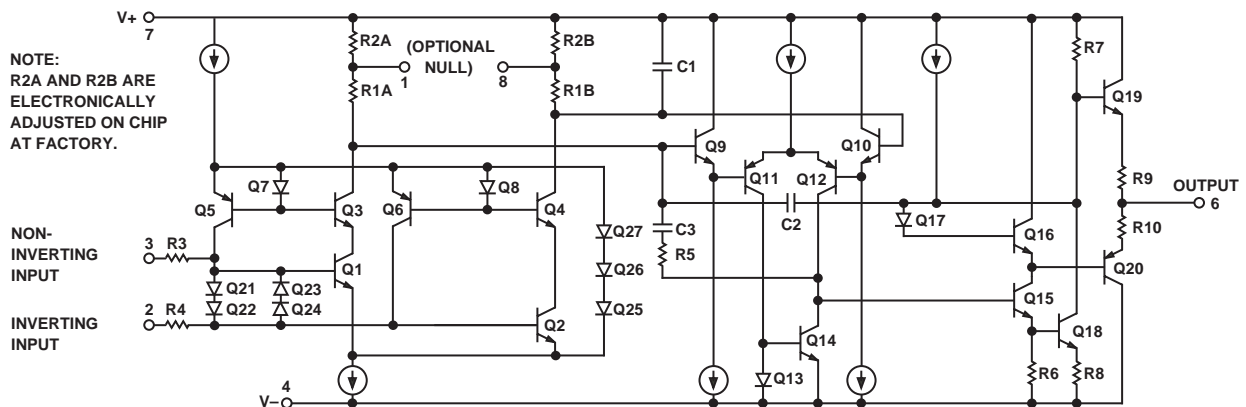 V+
7
NOTE:
R2A AND R2B ARE
ELECTRONICALLY
ADJUSTED ON CHIP
AT FACTORY.
R2A
(OPTIONAL
NULL)
R2B
1
8
R1A
R1B
C1
R7
Q19
Q9
Q10
Q7
Q8
Q11
Q12
R9
OUTPUT
6
Q5
Q3
Q6
Q4
C2
Q17
R10
NON-
INVERTING
INPUT
3
R3
C3
R5
Q27
Q16
Q20
Q1
Q26
Q21
Q23
Q15
Q22
Q24
Q25
INVERTING
INPUT
2
R4
Q2
Q14
Q18
Q13
R6
R8
V–
4